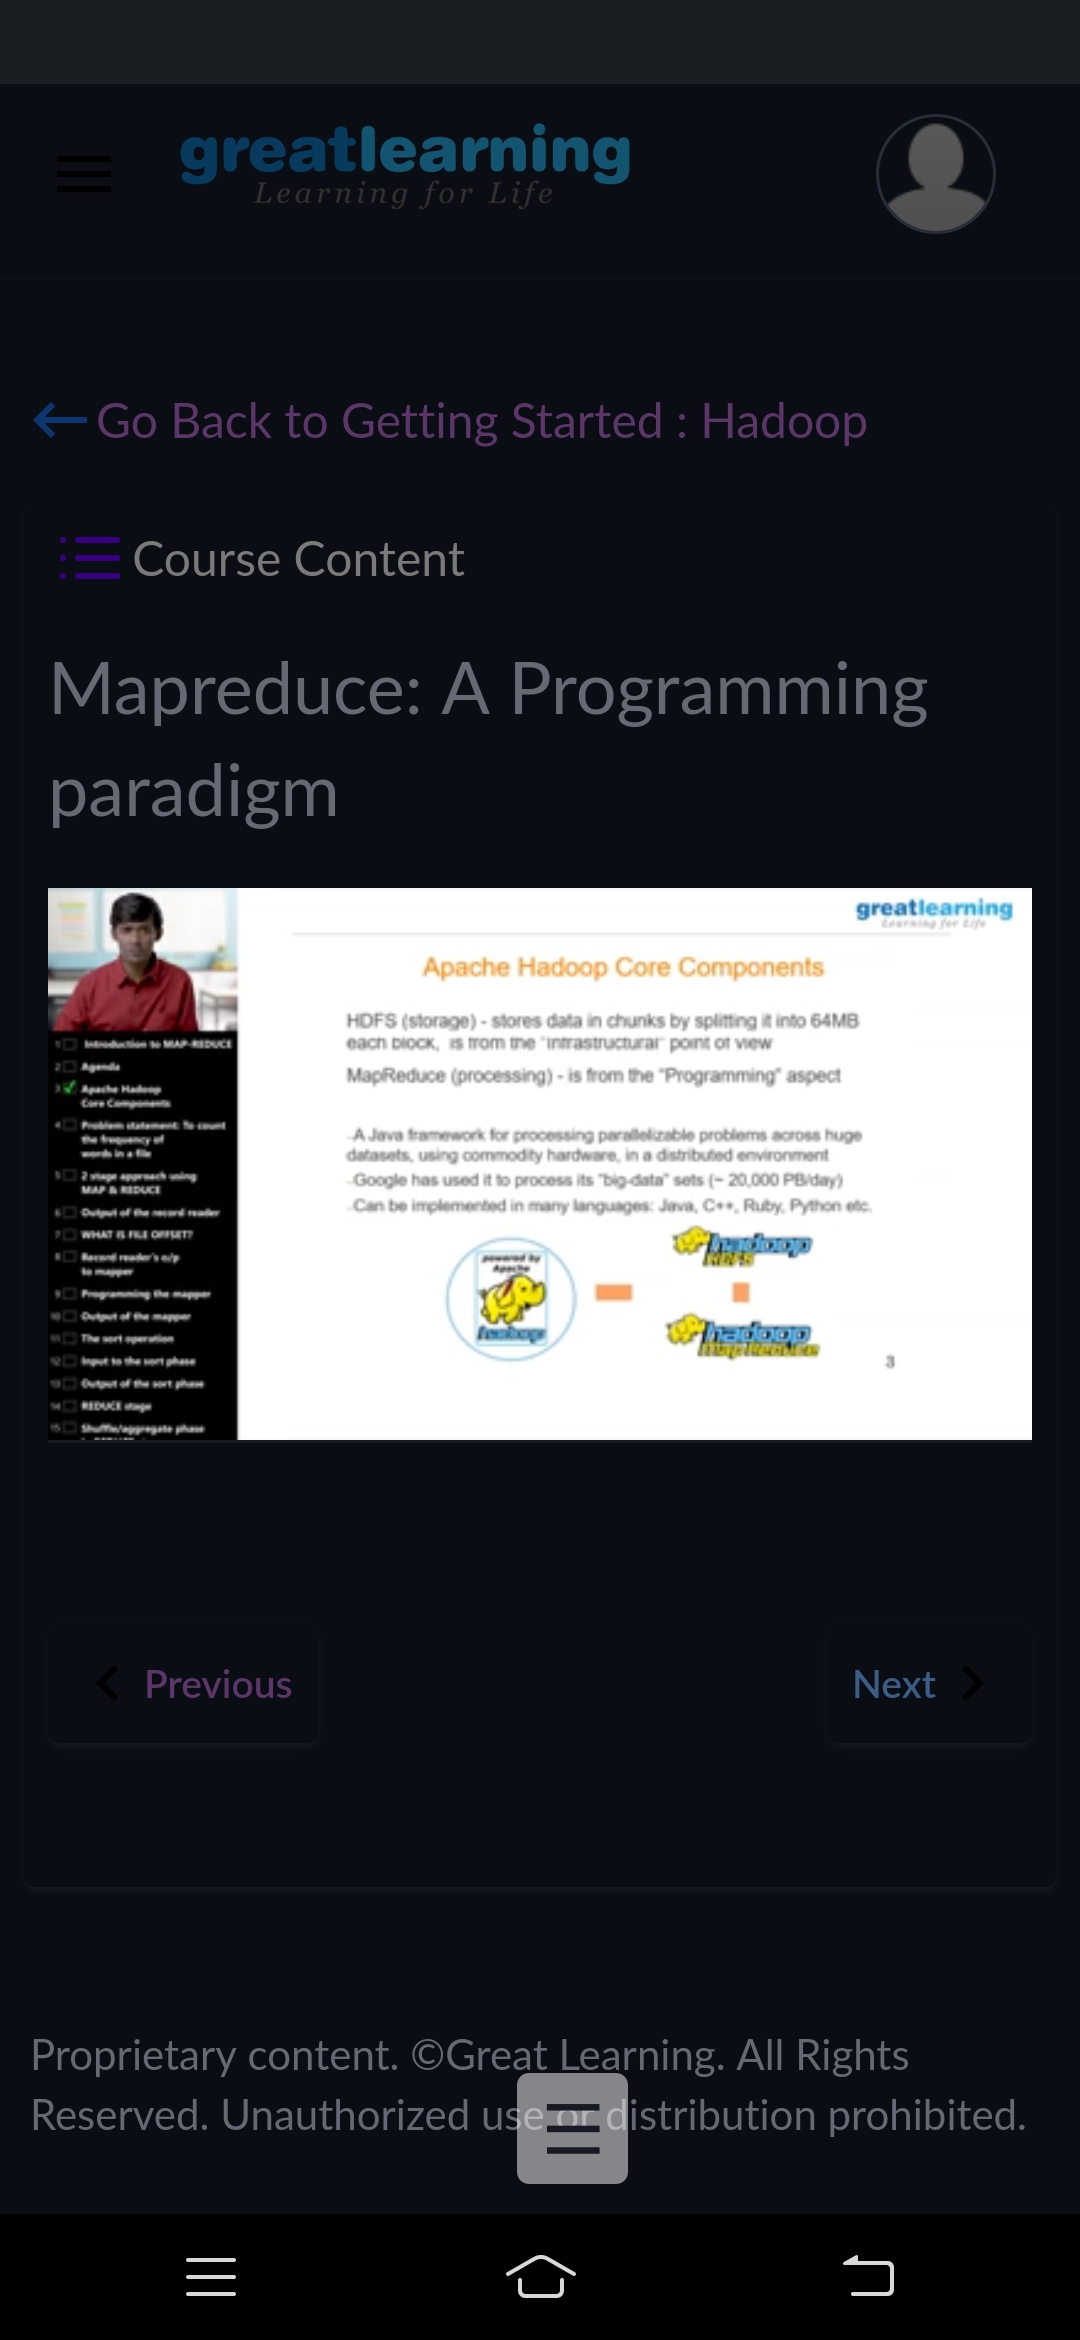 greatlearning
Learning for Life
Go Back to Getting Started : Hadoop
Course Content
Mapreduce: A Programming
paradigm
greatlearning
Learning for Life
Apache Hadoop Core Components
HDFS (storage) - stores data in chunks by splitting it into 64MB
each block, is from the "infrastructural" point of view
MapReduce (processing) - is from the "Programming" aspect
-A Java framework for processing parallelizable problems across huge
datasets, using commodity hardware, in a distributed environment
-Google has used it to process its "big-data" sets (~ 20,000 PB/day)
-Can be implemented in many languages: Java, C++, Ruby, Python etc.
powered by
Apache
hadoop
hadoop
HDFS
hadoop
MapReduce
3
1 Introduction to MAP-REDUCE
2 Agenda
3 Apache Hadoop
Core Components
4 Problem statement: To count
the frequency of
words in a file
5 2 stage approach using
MAP & REDUCE
6 Output of the record reader
7 WHAT IS FILE OFFSET?
8 Record reader's o/p
to mapper
9 Programming the mapper
10 Output of the mapper
11 The sort operation
12 Input to the sort phase
13 Output of the sort phase
14 REDUCE stage
15 Shuffle/aggregate phase
Previous
Next
Proprietary content. ©Great Learning. All Rights
Reserved. Unauthorized use or distribution prohibited.